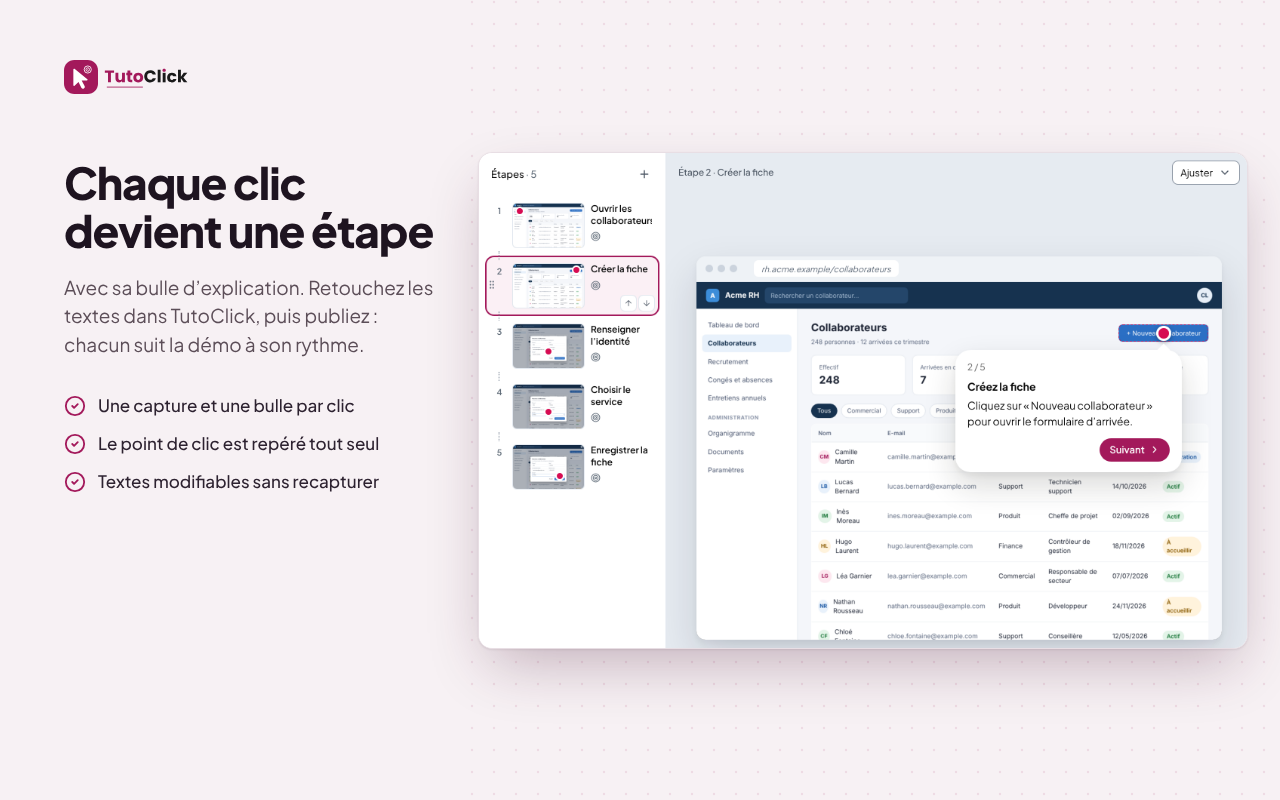 TutoClick
Chaque clic
devient une étape
Avec sa bulle d’explication. Retouchez les
textes dans TutoClick, puis publiez :
chacun suit la démo à son rythme.
Une capture et une bulle par clic
Le point de clic est repéré tout seul
Textes modifiables sans recapturer
Étapes · 5
1
Ouvrir les
collaborateurs
2
Créer la fiche
3
Renseigner
l’identité
4
Choisir le
service
5
Enregistrer la
fiche
Étape 2 · Créer la fiche
Ajuster
rh.acme.example/collaborateurs
A
Acme RH
Rechercher un collaborateur...
CL
Tableau de bord
Collaborateurs
Recrutement
Congés et absences
Entretiens annuels
ADMINISTRATION
Organigramme
Documents
Paramètres
Collaborateurs
248 personnes · 12 arrivées ce trimestre
Effectif
248
Arrivées en
7
2 / 5
Créez la fiche
Cliquez sur « Nouveau collaborateur »
pour ouvrir le formulaire d’arrivée.
Suivant
Tous
Commercial
Support
Nom
E-mail
CM
Camille
Martin
LB
Lucas
Bernard
lucas.bernard@example.com
Support
Technicien
support
14/10/2026
Actif
IM
Inès
Moreau
ines.moreau@example.com
Produit
Cheffe de projet
02/09/2026
Actif
HL
Hugo
Laurent
hugo.laurent@example.com
Finance
Contrôleur de
gestion
18/11/2026
À
accueillir
LG
Léa Garnier
lea.garnier@example.com
Commercial
Responsable de
secteur
07/07/2026
Actif
NR
Nathan
Rousseau
nathan.rousseau@example.com
Produit
Développeur
24/11/2026
À
accueillir
CF
Chloé
chloe.fontaine@example.com
Support
Conseillère
12/05/2026
Actif